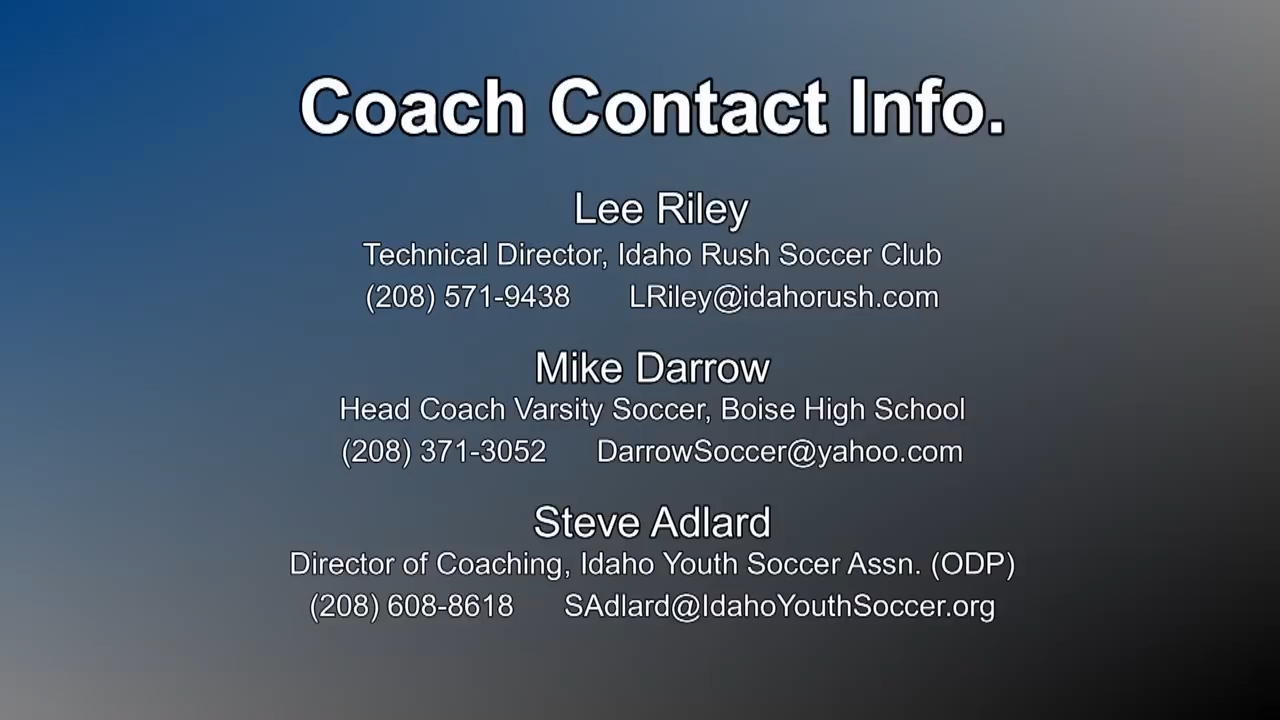 Coach Contact Info.
Lee Riley
Technical Director, Idaho Rush Soccer Club
(208) 571-9438 LRiley@idahorush.com
Mike Darrow
Head Coach Varsity Soccer, Boise High School
(208) 371-3052 DarrowSoccer@yahoo.com
Steve Adlard
Director of Coaching, Idaho Youth Soccer Assn. (ODP)
(208) 608-8618 SAdlard@IdahoYouthSoccer.org